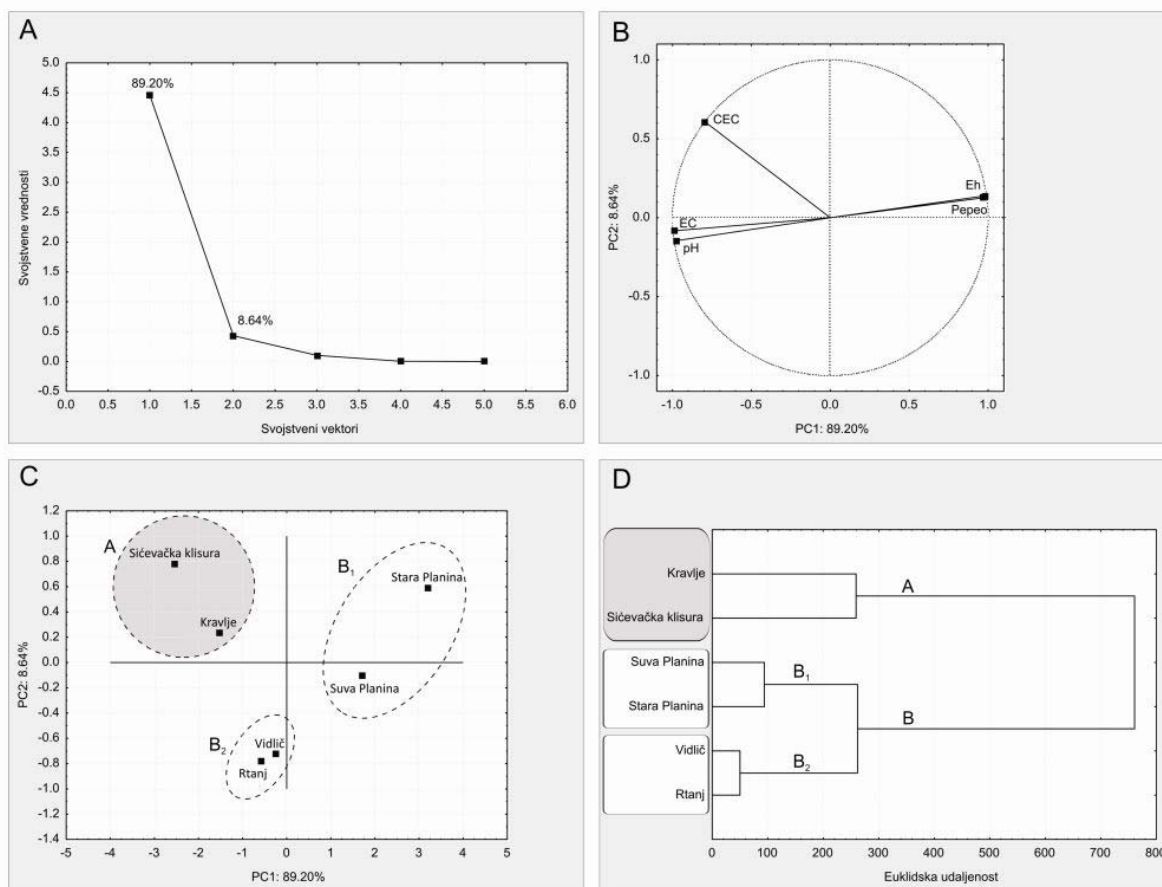 A
5.0
4.5
4.0
3.5
3.0
2.5
2.0
1.5
1.0
0.5
0.0
-0.5
Svojstvene vrednosti
89.20%
8.64%
0.0 0.5 1.0 1.5 2.0 2.5 3.0 3.5 4.0 4.5 5.0 5.5 6.0
Svojstveni vektori
B
1.0
0.5
0.0
-0.5
-1.0
PC2: 8.64%
CEC
Eh
Pepeo
EC
pH
-1.0 -0.5 0.0 0.5 1.0
PC1: 89.20%
C
1.2
1.0
0.8
0.6
0.4
0.2
0.0
-0.2
-0.4
-0.6
-0.8
-1.0
-1.2
-1.4
PC2: 8.64%
A
Sićevačka klisura
Kravlje
B1
Stara Planina
Suva Planina
B2
Vidlič
Rtanj
-5 -4 -3 -2 -1 0 1 2 3 4 5
PC1: 89.20%
D
Kravlje
A
Sićevačka klisura
Suva Planina
B1
Stara Planina
B
Vidlič
B2
Rtanj
0 100 200 300 400 500 600 700 800
Euklidska udaljenost